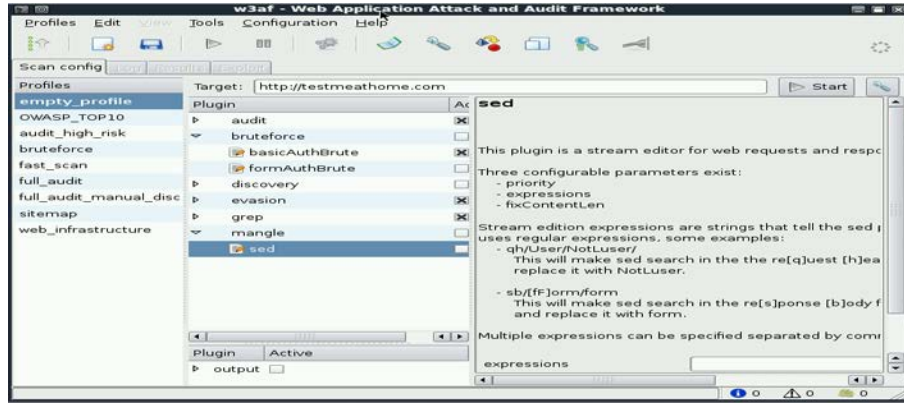 w3af - Web Application Attack and Audit Framework
Profiles Edit View Tools Configuration Help
Scan config Log Results Exploit
Profiles
empty_profile
OWASP_TOP10
audit_high_risk
bruteforce
fast_scan
full_audit
full_audit_manual_disc
sitemap
web_infrastructure
Target: http://testmeathome.com Start
Plugin Ac
audit
bruteforce
basicAuthBrute
formAuthBrute
discovery
evasion
grep
mangle
sed
Plugin Active
output
sed
This plugin is a stream editor for web requests and respc
Three configurable parameters exist:
- priority
- expressions
- fixContentLen
Stream edition expressions are strings that tell the sed p
uses regular expressions, some examples:
- qh/User/NotLuser/
This will make sed search in the the re[q]uest [h]ea
replace it with NotLuser.
- sb/[fF]orm/form
This will make sed search in the re[s]ponse [b]ody f
and replace it with form.
Multiple expressions can be specified separated by comr
expressions
0 0 0